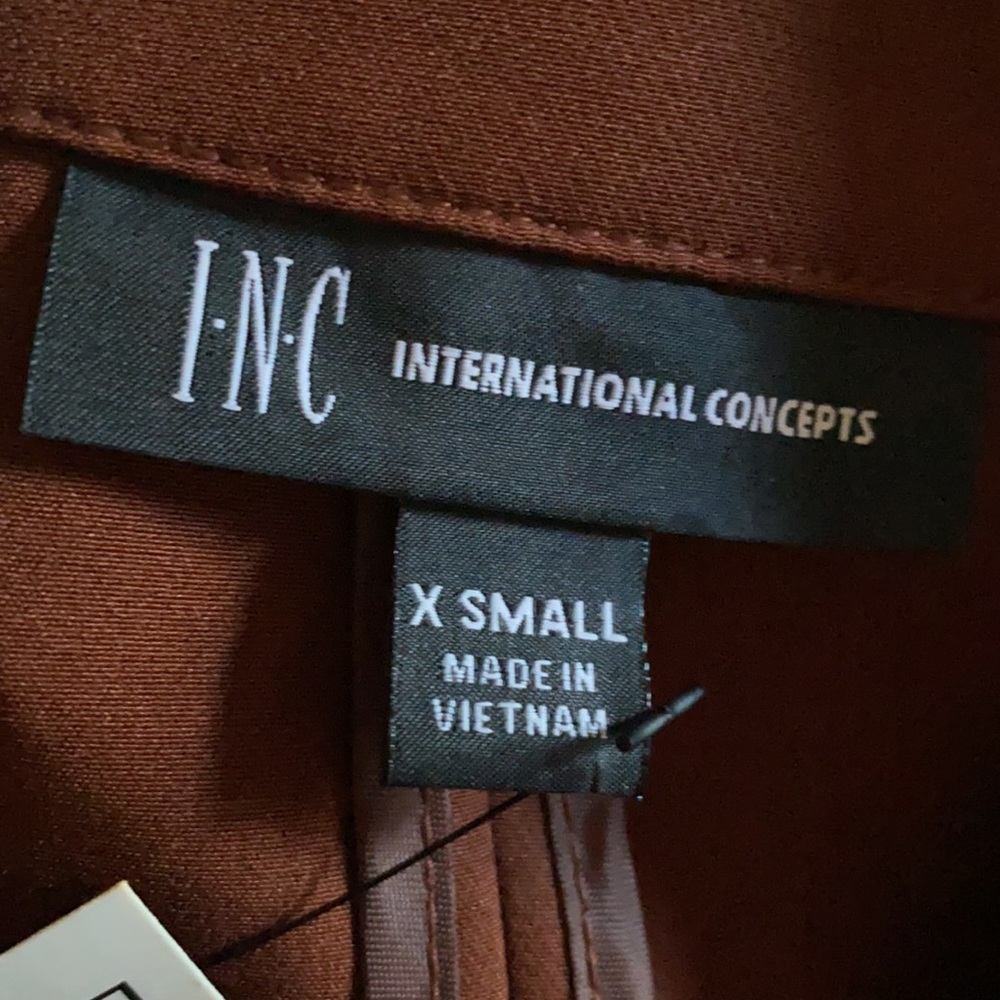 I·N·C INTERNATIONAL CONCEPTS
X SMALL
MADE IN
VIETNAM